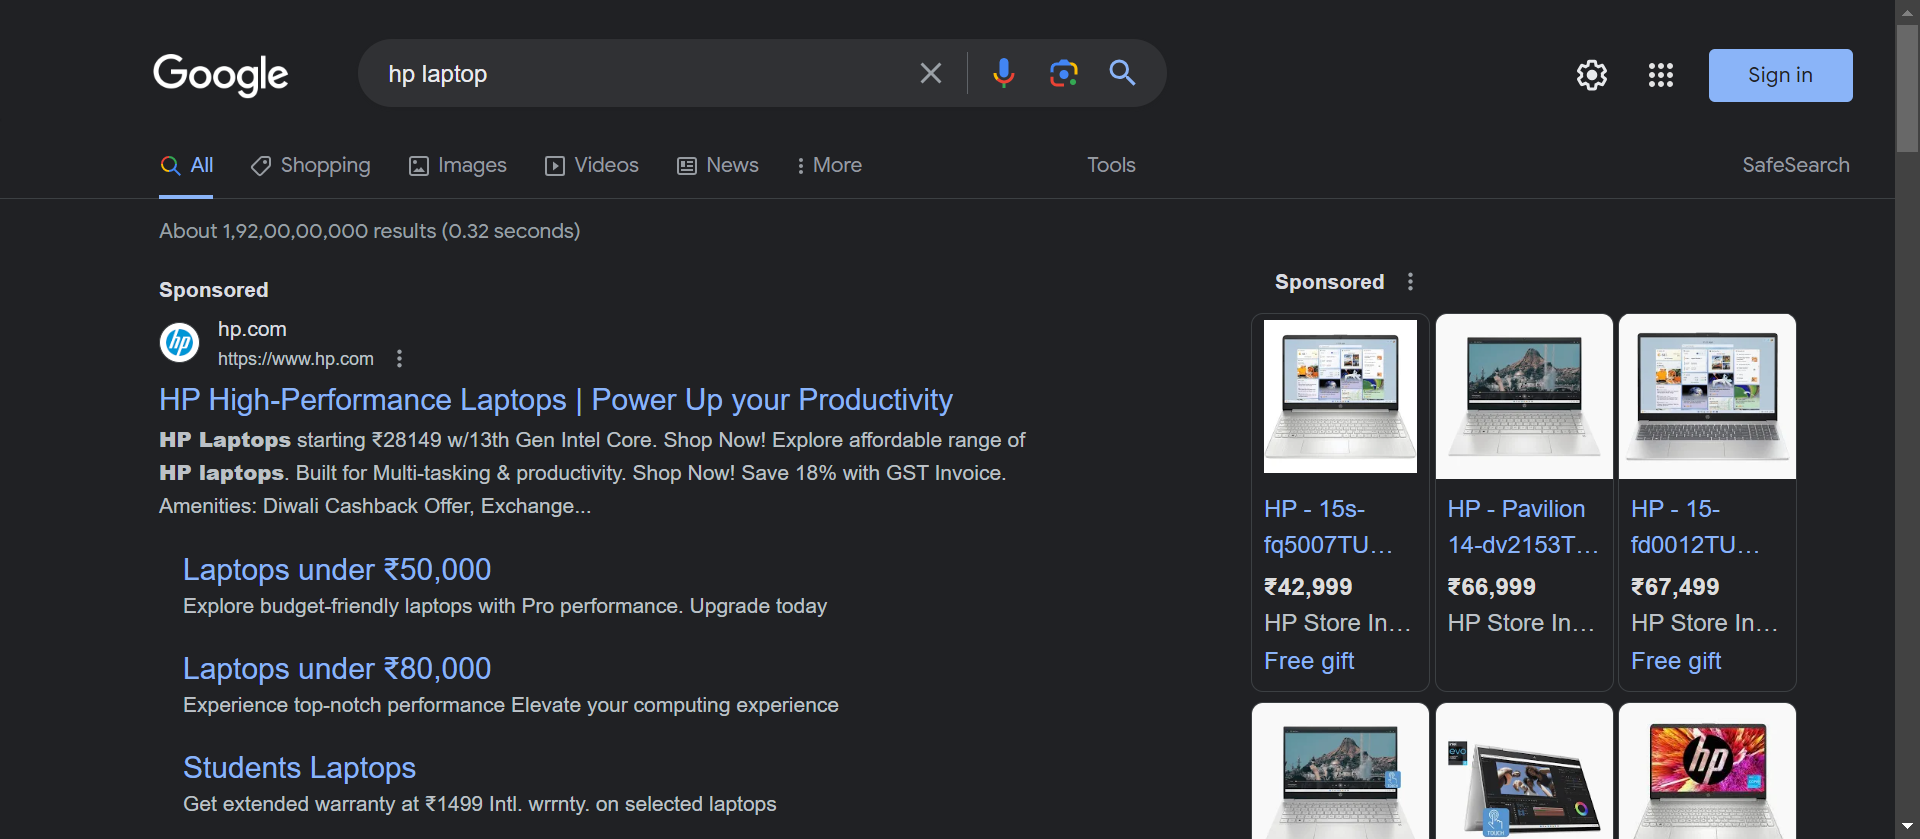 Google
hp laptop
Sign in
All
Shopping
Images
Videos
News
More
Tools
SafeSearch
About 1,92,00,00,000 results (0.32 seconds)
Sponsored
hp
hp.com
https://www.hp.com
HP High-Performance Laptops | Power Up your Productivity
HP Laptops starting ₹28149 w/13th Gen Intel Core. Shop Now! Explore affordable range of
HP laptops. Built for Multi-tasking & productivity. Shop Now! Save 18% with GST Invoice.
Amenities: Diwali Cashback Offer, Exchange...
Laptops under ₹50,000
Explore budget-friendly laptops with Pro performance. Upgrade today
Laptops under ₹80,000
Experience top-notch performance Elevate your computing experience
Students Laptops
Get extended warranty at ₹1499 Intl. wrrnty. on selected laptops
Sponsored
HP - 15s-
fq5007TU...
₹42,999
HP Store In...
Free gift
HP - Pavilion
14-dv2153T...
₹66,999
HP Store In...
HP - 15-
fd0012TU...
₹67,499
HP Store In...
Free gift
evo
TOUCH
hp